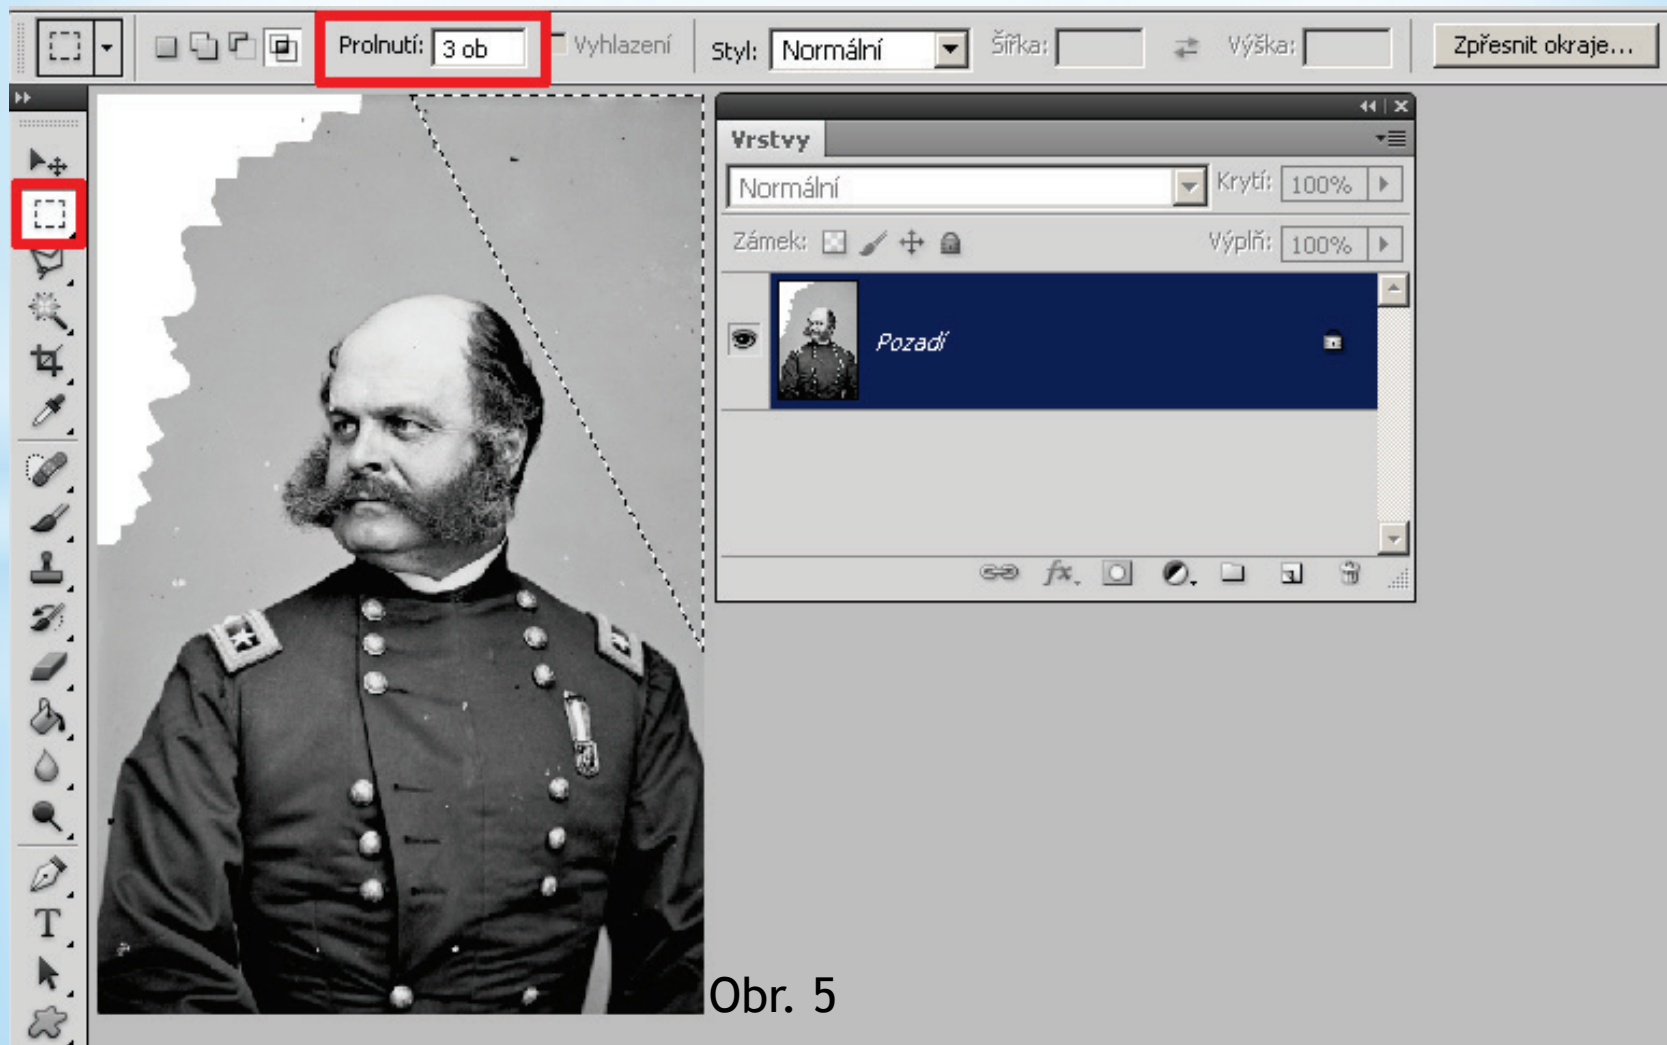 Prolnutí: 3 ob Vyhlazení Styl: Normální Šířka: Výška: Zpřesnit okraje...
Vrstvy
Normální Krytí: 100%
Zámek: Výplň: 100%
Pozadí
fx.
T
Obr. 5